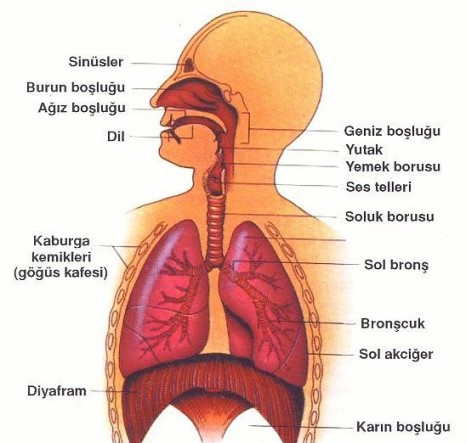 Sinüsler
Burun boşluğu
Ağız boşluğu
Dil
Geniz boşluğu
Yutak
Yemek borusu
Ses telleri
Soluk borusu
Kaburga
kemikleri
(göğüs kafesi)
Sol bronş
Bronşcuk
Sol akciğer
Diyafram
Karın boşluğu